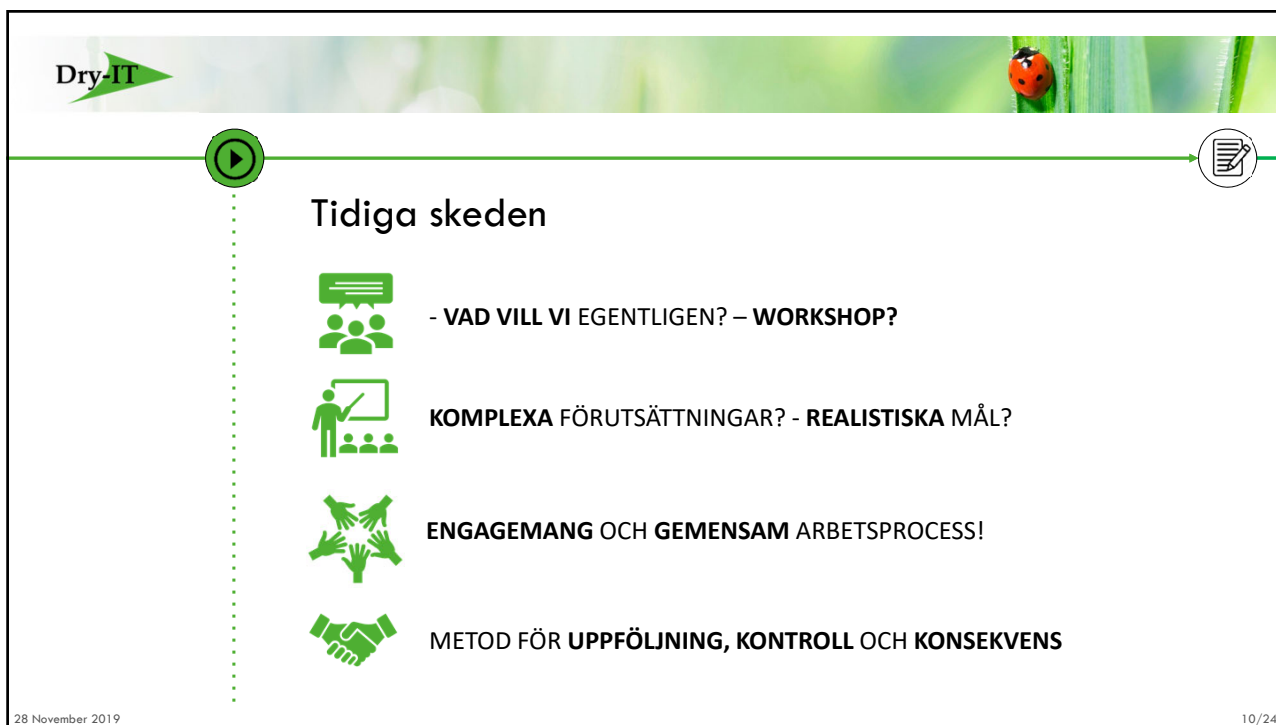 Dry-IT
Tidiga skeden
- VAD VILL VI EGENTLIGEN? – WORKSHOP?
KOMPLEXA FÖRUTSÄTTNINGAR? - REALISTISKA MÅL?
ENGAGEMANG OCH GEMENSAM ARBETSPROCESS!
METOD FÖR UPPFÖLJNING, KONTROLL OCH KONSEKVENS
28 November 2019
10/24